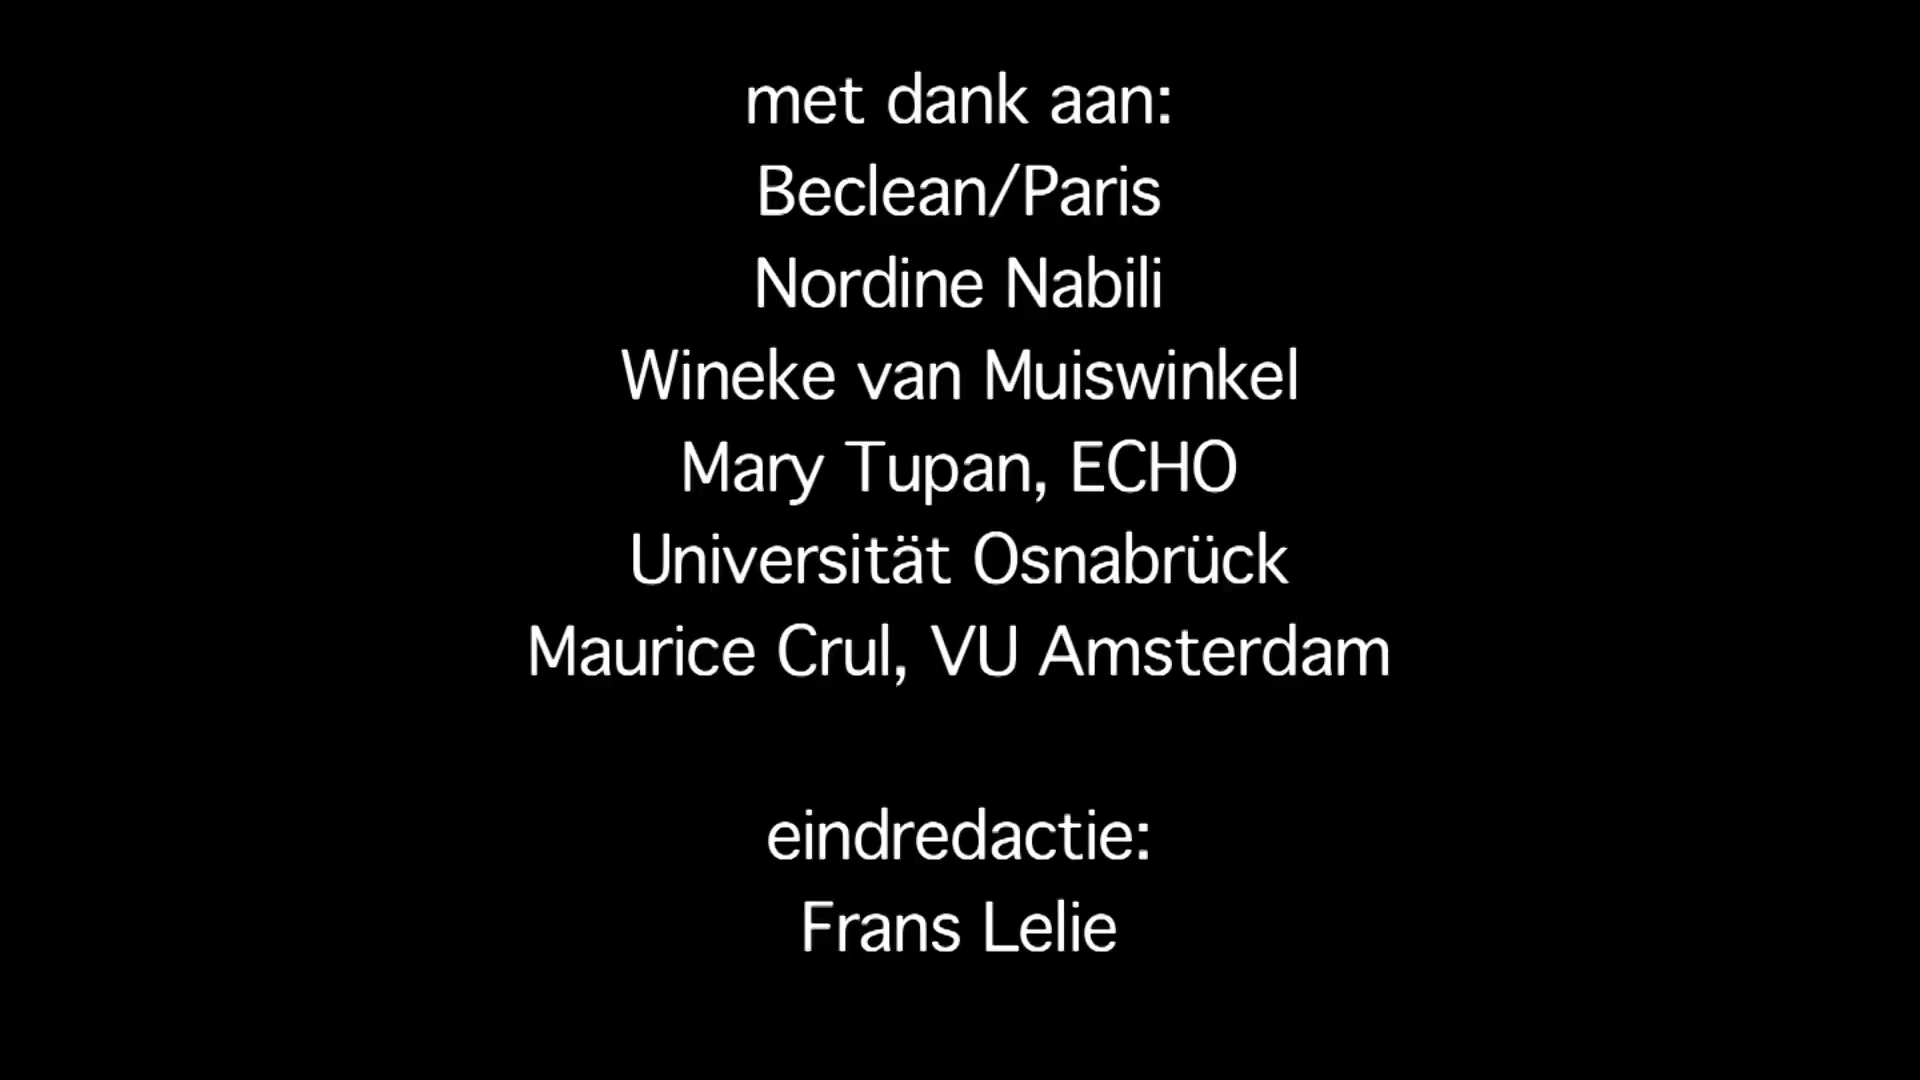 met dank aan:
Beclean/Paris
Nordine Nabili
Wineke van Muiswinkel
Mary Tupan, ECHO
Universität Osnabrück
Maurice Crul, VU Amsterdam
eindredactie:
Frans Lelie